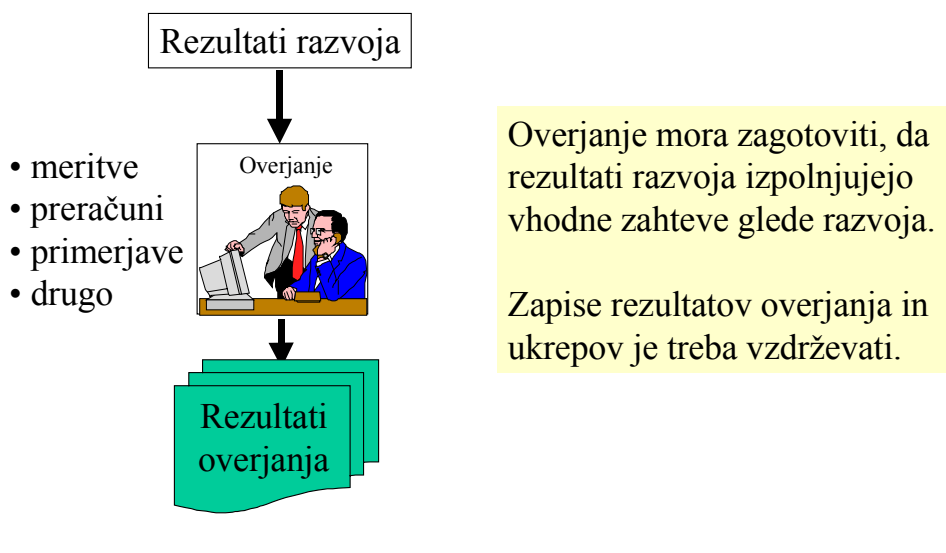 Rezultati razvoja
• meritve
• preračuni
• primerjave
• drugo
Overjanje
Rezultati
overjanja
Overjanje mora zagotoviti, da
rezultati razvoja izpolnjujejo
vhodne zahteve glede razvoja.
Zapise rezultatov overjanja in
ukrepov je treba vzdrževati.